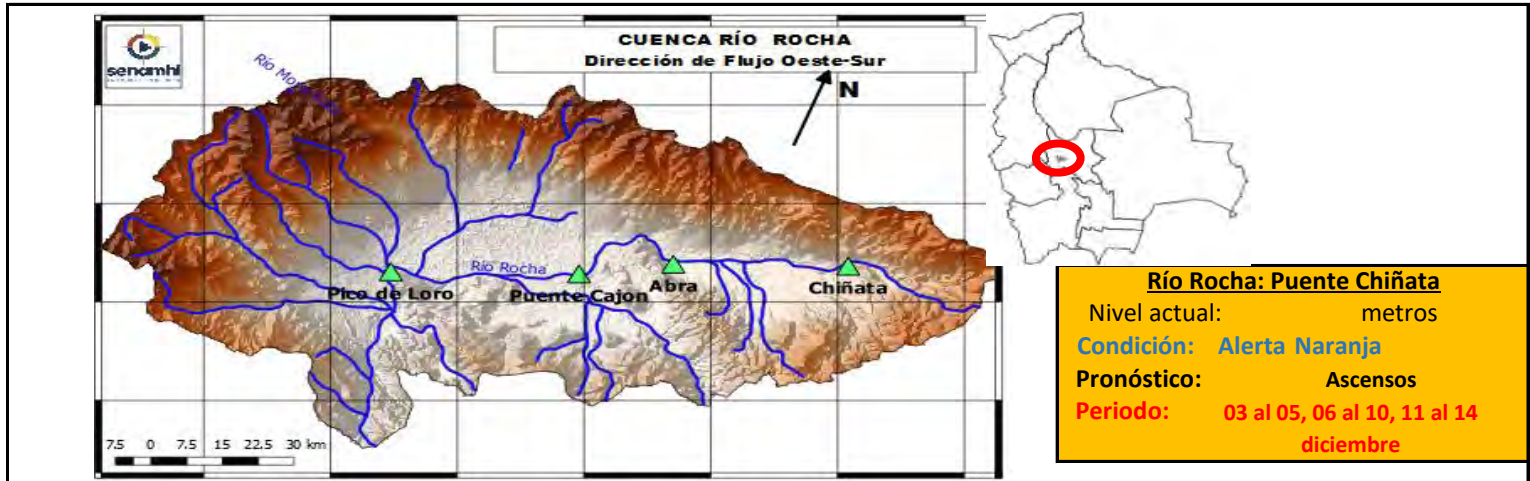 senamhi
CUENCA RÍO ROCHA
Dirección de Flujo Oeste-Sur
N
Río Rocha
Pico de Loro
Puente Cajon
Abra
Chiñata
7.5 0 7.5 15 22.5 30 km
Río Rocha: Puente Chiñata
Nivel actual: metros
Condición: Alerta Naranja
Pronóstico: Ascensos
Periodo: 03 al 05, 06 al 10, 11 al 14
diciembre